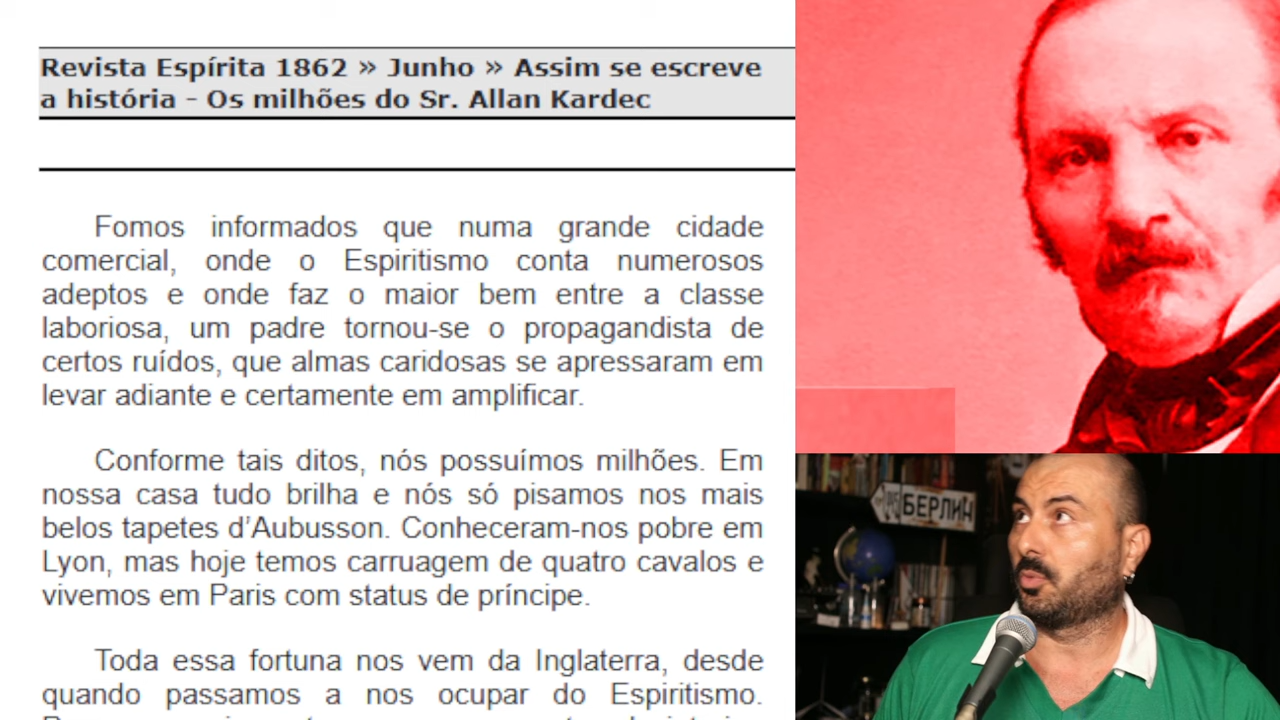 Revista Espírita 1862 » Junho » Assim se escreve
a história - Os milhões do Sr. Allan Kardec
Fomos informados que numa grande cidade
comercial, onde o Espiritismo conta numerosos
adeptos e onde faz o maior bem entre a classe
laboriosa, um padre tornou-se o propagandista de
certos ruídos, que almas caridosas se apressaram em
levar adiante e certamente em amplificar.
Conforme tais ditos, nós possuímos milhões. Em
nossa casa tudo brilha e nós só pisamos nos mais
belos tapetes d’Aubusson. Conheceram-nos pobre em
Lyon, mas hoje temos carruagem de quatro cavalos e
vivemos em Paris com status de príncipe.
Toda essa fortuna nos vem da Inglaterra, desde
quando passamos a nos ocupar do Espiritismo.
БЕРЛИН